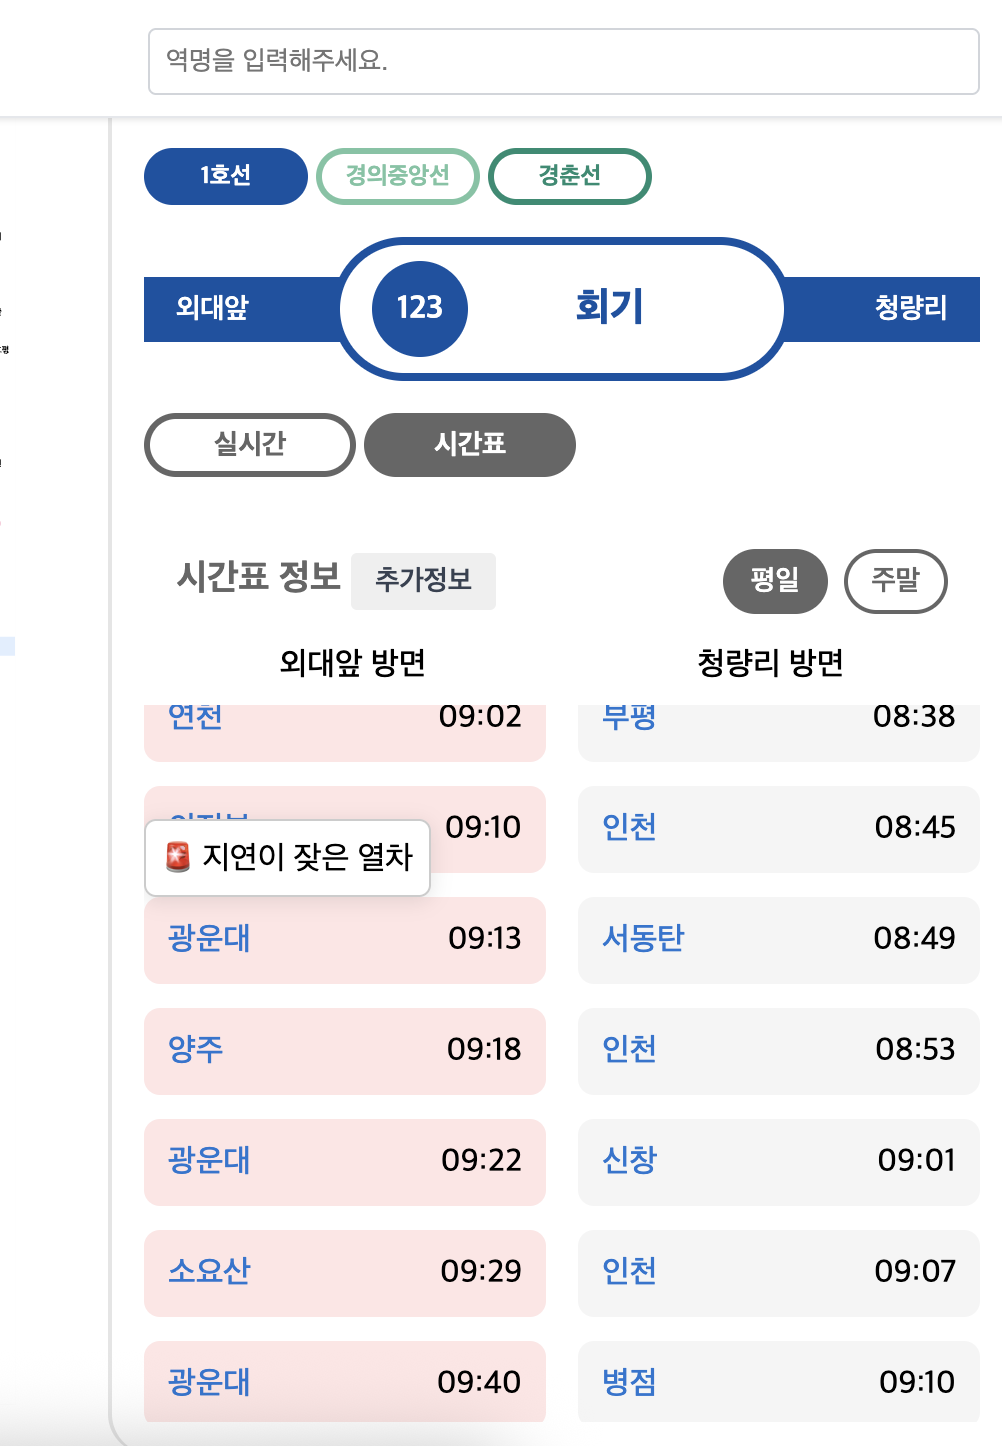 역명을 입력해주세요.
1호선 경의중앙선 경춘선
외대앞 123 회기 청량리
실시간 시간표
시간표 정보 추가정보 평일 주말
외대앞 방면 청량리 방면
연천 09:02 부평 08:38
09:10 인천 08:45
🚨 지연이 잦은 열차
광운대 09:13 서동탄 08:49
양주 09:18 인천 08:53
광운대 09:22 신창 09:01
소요산 09:29 인천 09:07
광운대 09:40 병점 09:10